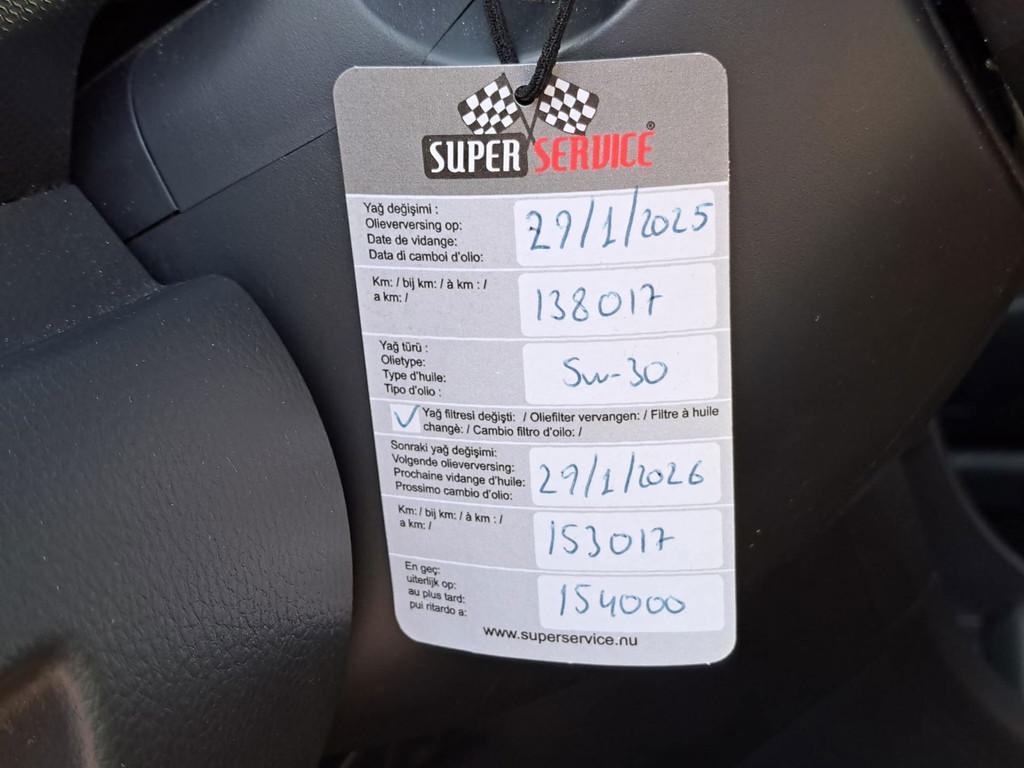 SUPER SERVICE®
Yağ değişimi :
Olieverversing op:
Date de vidange:
Data di camboi d'olio:
29/1/2025
Km: / bij km: / à km : /
a km: /
138017
Yağ türü :
Olietype:
Type d'huile:
Tipo d'olio :
5w-30
✓ Yağ filtresi değişti: / Oliefilter vervangen: / Filtre à huile
changè: / Cambio filtro d'oilo: /
Sonraki yağ değişimi:
Volgende olieverversing:
Prochaine vidange d'huile:
Prossimo cambio d'olio:
29/1/2026
Km: / bij km: / à km : /
a km: /
153017
En geç:
uiterlijk op:
au plus tard:
pui ritardo a:
154000
www.superservice.nu